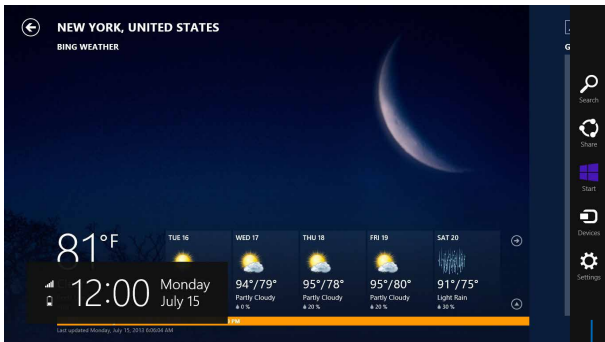 NEW YORK, UNITED STATES
BING WEATHER
Search
Share
Start
Devices
Settings
81°F
TUE 16
WED 17
94°/79°
Partly Cloudy
0 %
THU 18
95°/78°
Partly Cloudy
20 %
FRI 19
95°/80°
Partly Cloudy
20 %
SAT 20
91°/75°
Light Rain
30 %
12:00
Monday
July 15
PM
Last updated Monday, July 15, 2013 6:06:04 AM